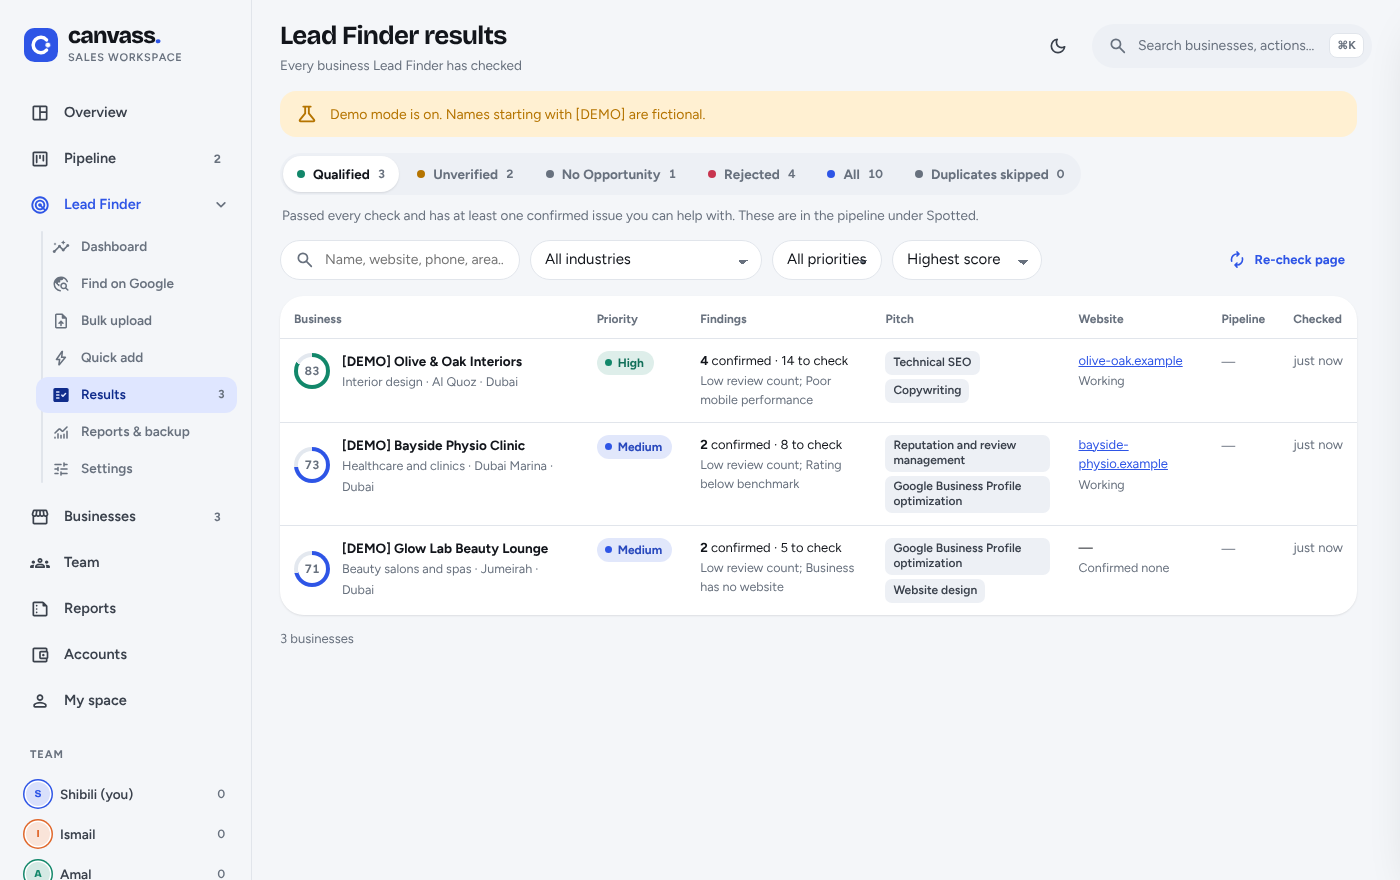 canvass.
SALES WORKSPACE
Overview
Pipeline 2
Lead Finder
Dashboard
Find on Google
Bulk upload
Quick add
Results 3
Reports & backup
Settings
Businesses 3
Team
Reports
Accounts
My space
TEAM
S Shibili (you) 0
I Ismail 0
A Amal 0
Lead Finder results
Every business Lead Finder has checked
Search businesses, actions... ⌘K
Demo mode is on. Names starting with [DEMO] are fictional.
Qualified 3 Unverified 2 No Opportunity 1 Rejected 4 All 10 Duplicates skipped 0
Passed every check and has at least one confirmed issue you can help with. These are in the pipeline under Spotted.
Name, website, phone, area.. All industries All priorities Highest score Re-check page
Business Priority Findings Pitch Website Pipeline Checked
83 [DEMO] Olive & Oak Interiors
Interior design · Al Quoz · Dubai
High
4 confirmed · 14 to check
Low review count; Poor
mobile performance
Technical SEO
Copywriting
olive-oak.example
Working
—
just now
73 [DEMO] Bayside Physio Clinic
Healthcare and clinics · Dubai Marina ·
Dubai
Medium
2 confirmed · 8 to check
Low review count; Rating
below benchmark
Reputation and review
management
Google Business Profile
optimization
bayside-
physio.example
Working
—
just now
71 [DEMO] Glow Lab Beauty Lounge
Beauty salons and spas · Jumeirah ·
Dubai
Medium
2 confirmed · 5 to check
Low review count; Business
has no website
Google Business Profile
optimization
Website design
—
Confirmed none
—
just now
3 businesses